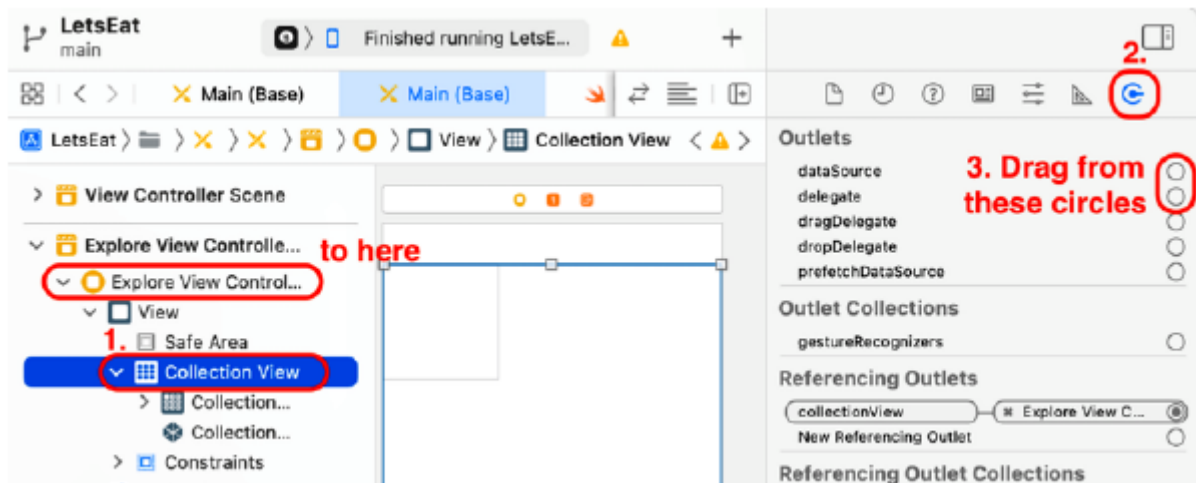 LetsEat
main
Finished running LetsE...
2.
Main (Base)
Main (Base)
LetsEat
View
Collection View
View Controller Scene
Explore View Controlle...
to here
Explore View Control...
View
1.
Safe Area
Collection View
Collection...
Collection...
Constraints
Outlets
dataSource
delegate
dragDelegate
dropDelegate
prefetchDataSource
3. Drag from
these circles
Outlet Collections
gestureRecognizers
Referencing Outlets
collectionView
Explore View C...
New Referencing Outlet
Referencing Outlet Collections